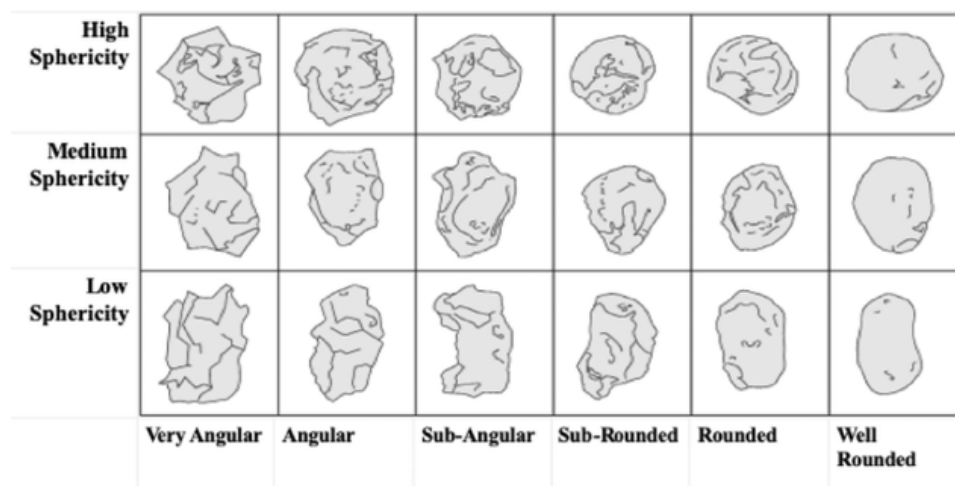 High
Sphericity
Medium
Sphericity
Low
Sphericity
Very Angular
Angular
Sub-Angular
Sub-Rounded
Rounded
Well
Rounded